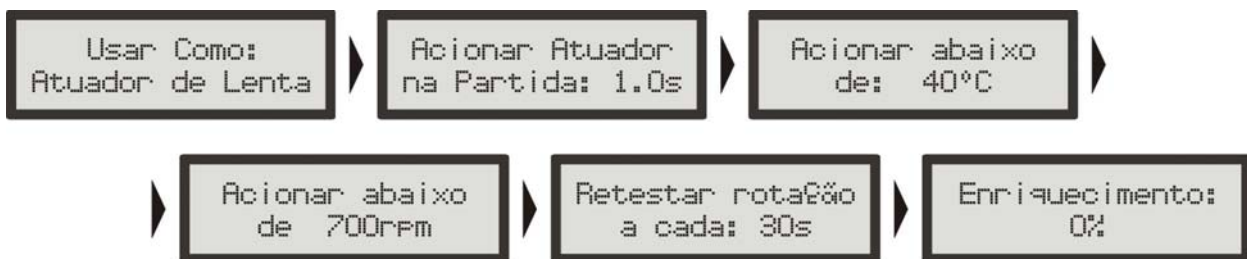 Usar Como:
Atuador de Lenta
Acionar Atuador
na Partida: 1.0s
Acionar abaixo
de: 40°C
Acionar abaixo
de 700rpm
Retestar rotação
a cada: 30s
Enriquecimento:
0%